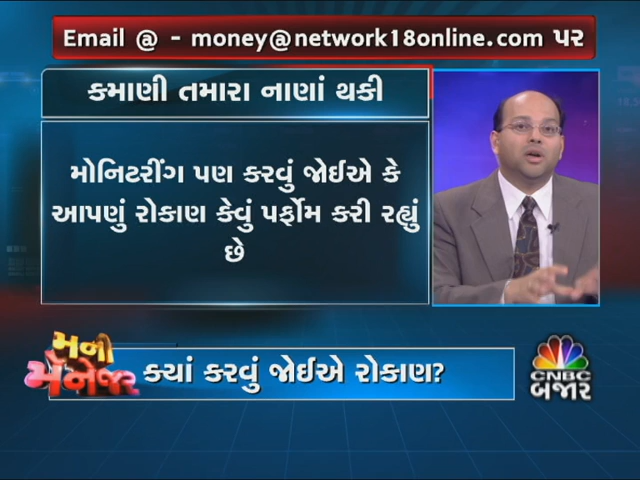 Email @ - money@network18online.com પર
કમાણી તમારા નાણાં થકી
મોનિટરીંગ પણ કરવું જોઈએ કે
આપણું રોકાણ કેવું પર્ફોમ કરી રહ્યું
છે
મની
મેનેજર
ક્યાં કરવું જોઈએ રોકાણ?
CNBC
બજાર